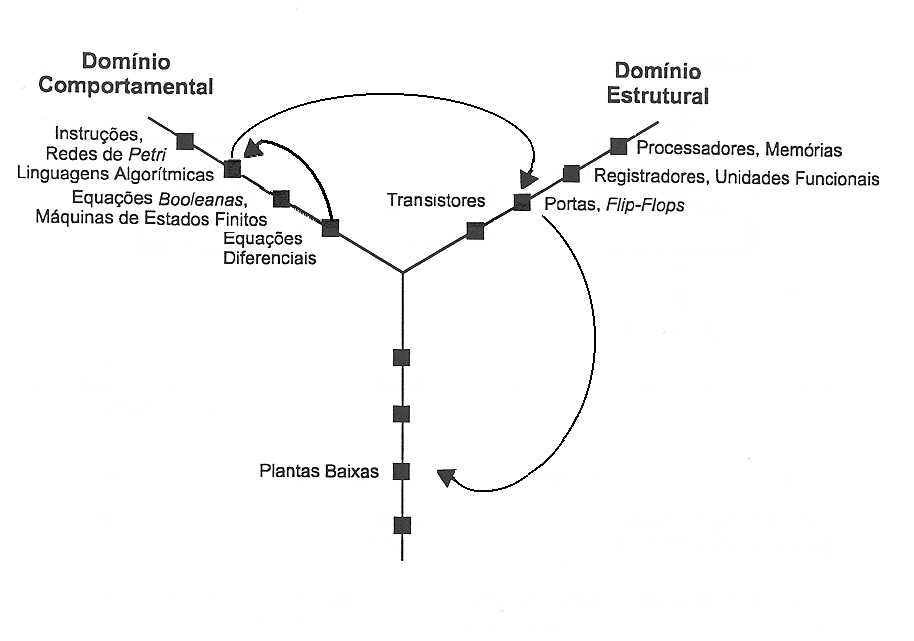 Domínio
Comportamental
Domínio
Estrutural
Instruções,
Redes de Petri
Linguagens Algorítmicas
Equações Booleanas,
Máquinas de Estados Finitos
Equações
Diferenciais
Processadores, Memórias
Registradores, Unidades Funcionais
Transistores
Portas, Flip-Flops
Plantas Baixas